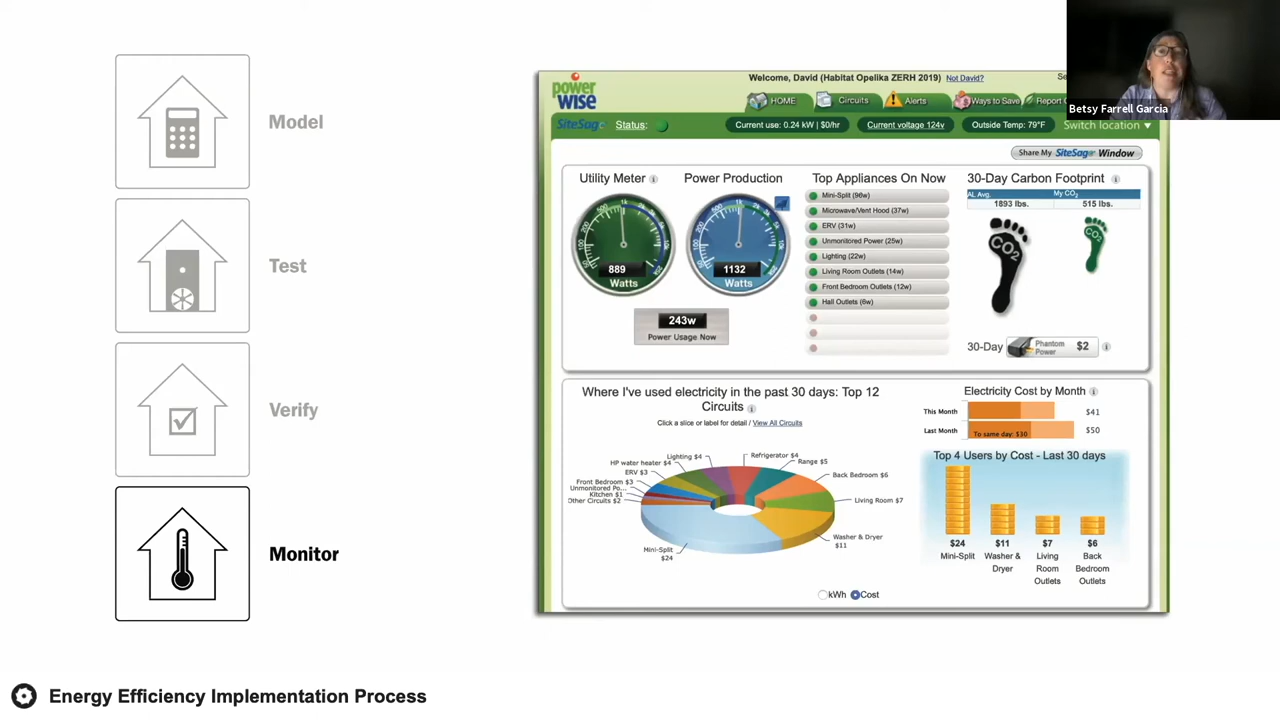 Model
Test
Verify
Monitor
Energy Efficiency Implementation Process
Betsy Farrell Garcia
power
wise
Welcome, David (Habitat Opelika ZERH 2019) Not David?
HOME
Circuits
Alerts
Ways to Save
Report
SiteSage
Status:
Current use: 0.24 kW | $0/hr
Current voltage 124v
Outside Temp: 79°F
Switch location
Share My SiteSage Window
Utility Meter
889
Watts
Power Production
1132
Watts
243w
Power Usage Now
Top Appliances On Now
Mini-Split (96w)
Microwave/Vent Hood (37w)
ERV (31w)
Unmonitored Power (25w)
Lighting (22w)
Living Room Outlets (14w)
Front Bedroom Outlets (12w)
Hall Outlets (6w)
30-Day Carbon Footprint
AL Avg. My CO2
1893 lbs. 515 lbs.
CO2
CO2
30-Day Phantom Power $2
Where I've used electricity in the past 30 days: Top 12
Circuits
Click a slice or label for detail / View All Circuits
Lighting $4
HP water heater $4
ERV $3
Front Bedroom $3
Unmonitored Po...
Kitchen $1
Other Circuits $2
Refrigerator $4
Range $5
Back Bedroom $6
Living Room $7
Washer & Dryer
$11
Mini-Split
$24
kWh Cost
Electricity Cost by Month
This Month $41
Last Month To same day: $30 $50
Top 4 Users by Cost - Last 30 days
$24 $11 $7 $6
Mini-Split Washer & Living Back
Dryer Room Bedroom
Outlets Outlets